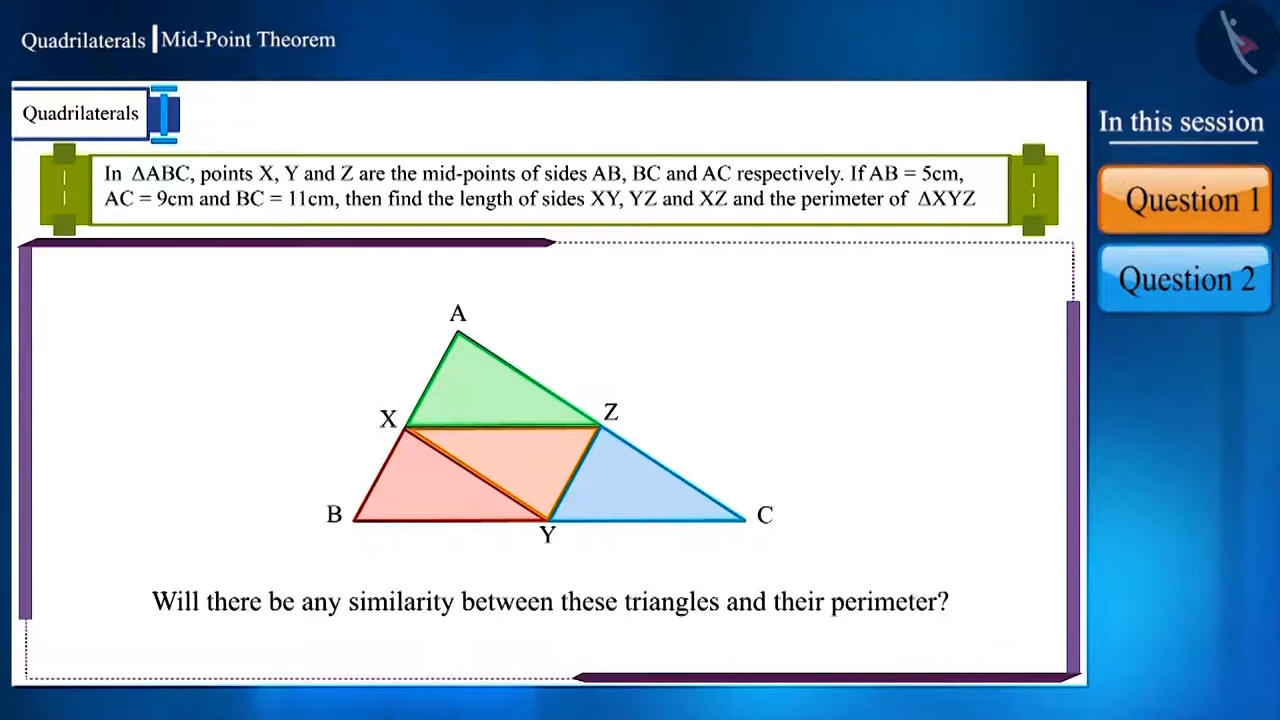 Quadrilaterals | Mid-Point Theorem
Quadrilaterals
In this session
In ΔABC, points X, Y and Z are the mid-points of sides AB, BC and AC respectively. If AB = 5cm,
AC = 9cm and BC = 11cm, then find the length of sides XY, YZ and XZ and the perimeter of ΔXYZ
Question 1
Question 2
A
X
Z
B
C
Y
Will there be any similarity between these triangles and their perimeter?